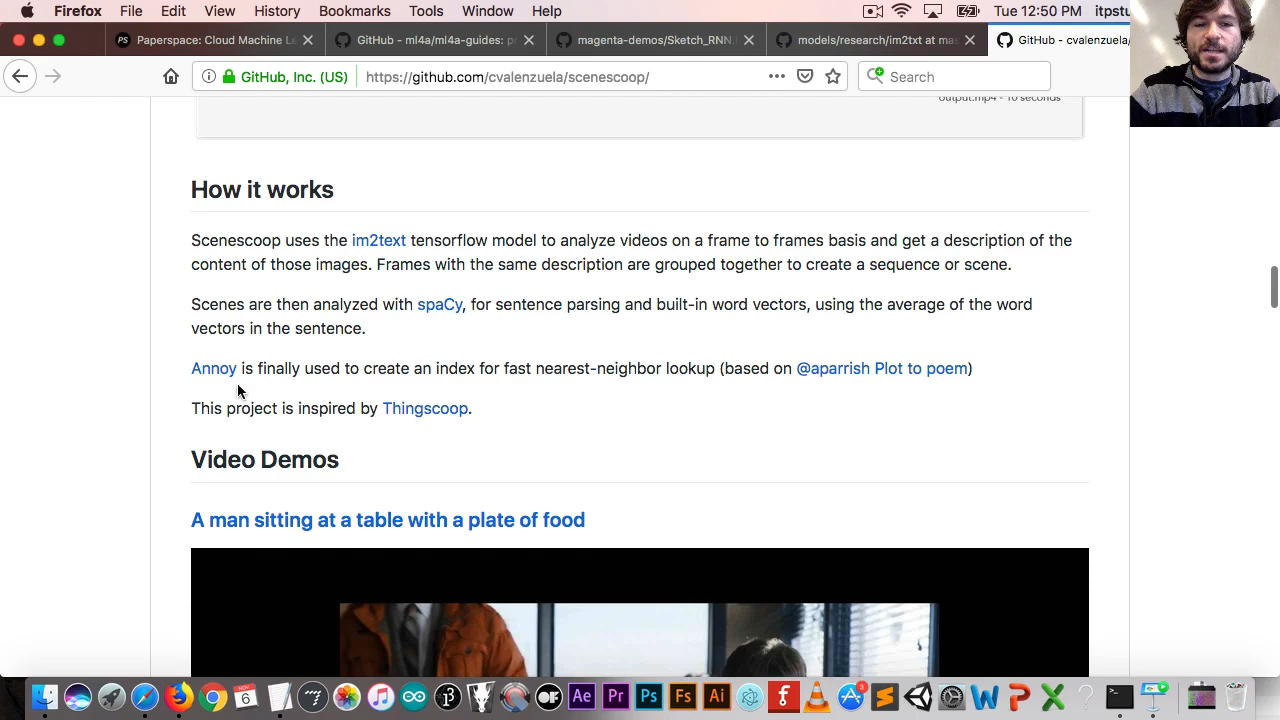 Firefox File Edit View History Bookmarks Tools Window Help Tue 12:50 PM itpstu
Paperspace: Cloud Machine Le GitHub - ml4a/ml4a-guides: pr magenta-demos/Sketch_RNN. models/research/im2txt at mas GitHub - cvalenzuela/
GitHub, Inc. (US) https://github.com/cvalenzuela/scenescoop/ Search
output.mp4 - 10 seconds
How it works
Scenescoop uses the im2text tensorflow model to analyze videos on a frame to frames basis and get a description of the
content of those images. Frames with the same description are grouped together to create a sequence or scene.
Scenes are then analyzed with spaCy, for sentence parsing and built-in word vectors, using the average of the word
vectors in the sentence.
Annoy is finally used to create an index for fast nearest-neighbor lookup (based on @aparrish Plot to poem)
This project is inspired by Thingscoop.
Video Demos
A man sitting at a table with a plate of food